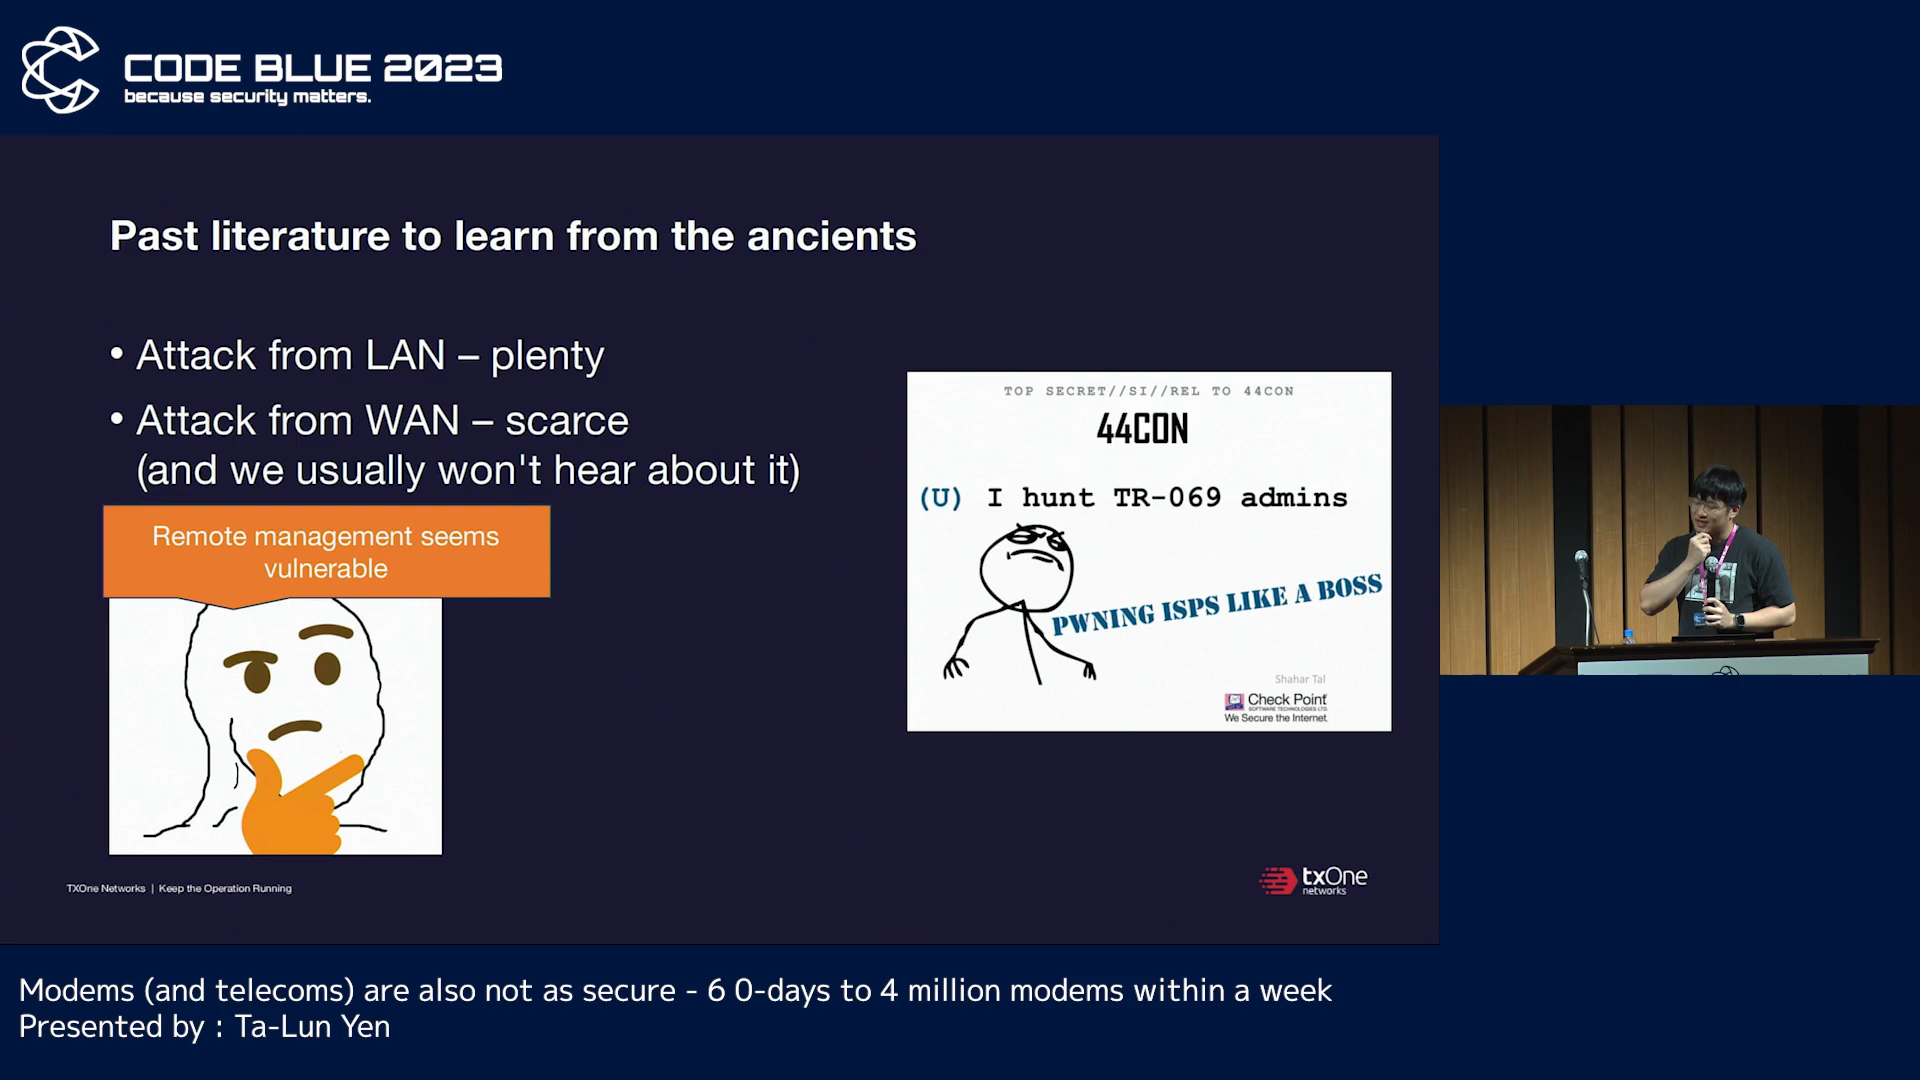 CODE BLUE 2023
because security matters.
Past literature to learn from the ancients
• Attack from LAN – plenty
• Attack from WAN – scarce
(and we usually won't hear about it)
Remote management seems
vulnerable
TOP SECRET//SI//REL TO 44CON
44CON
(U) I hunt TR-069 admins
PWNING ISPS LIKE A BOSS
Shahar Tal
Check Point
SOFTWARE TECHNOLOGIES LTD.
We Secure the Internet.
TXOne Networks | Keep the Operation Running
txOne
networks
Modems (and telecoms) are also not as secure - 6 0-days to 4 million modems within a week
Presented by : Ta-Lun Yen